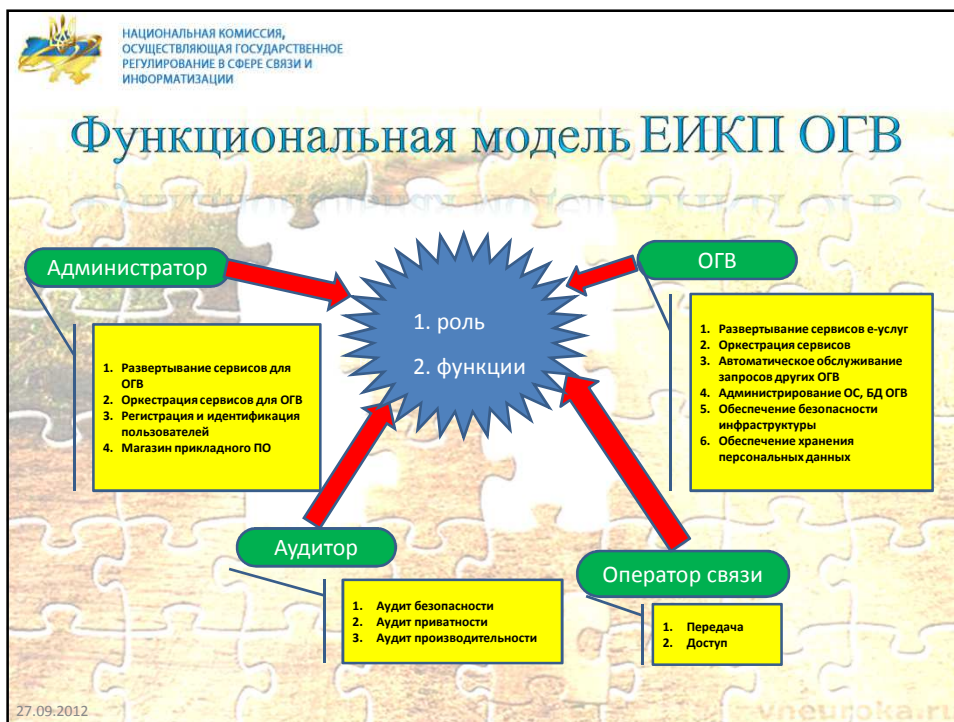 НАЦИОНАЛЬНАЯ КОМИССИЯ,
ОСУЩЕСТВЛЯЮЩАЯ ГОСУДАРСТВЕННОЕ
РЕГУЛИРОВАНИЕ В СФЕРЕ СВЯЗИ И
ИНФОРМАТИЗАЦИИ
Функциональная модель ЕИКП ОГВ
Администратор
1. Развертывание сервисов для
ОГВ
2. Оркестрация сервисов для ОГВ
3. Регистрация и идентификация
пользователей
4. Магазин прикладного ПО
1. роль
2. функции
ОГВ
1. Развертывание сервисов е-услуг
2. Оркестрация сервисов
3. Автоматическое обслуживание
запросов других ОГВ
4. Администрирование ОС, БД ОГВ
5. Обеспечение безопасности
инфраструктуры
6. Обеспечение хранения
персональных данных
Аудитор
1. Аудит безопасности
2. Аудит приватности
3. Аудит производительности
Оператор связи
1. Передача
2. Доступ
27.09.2012
vneuroka.ru